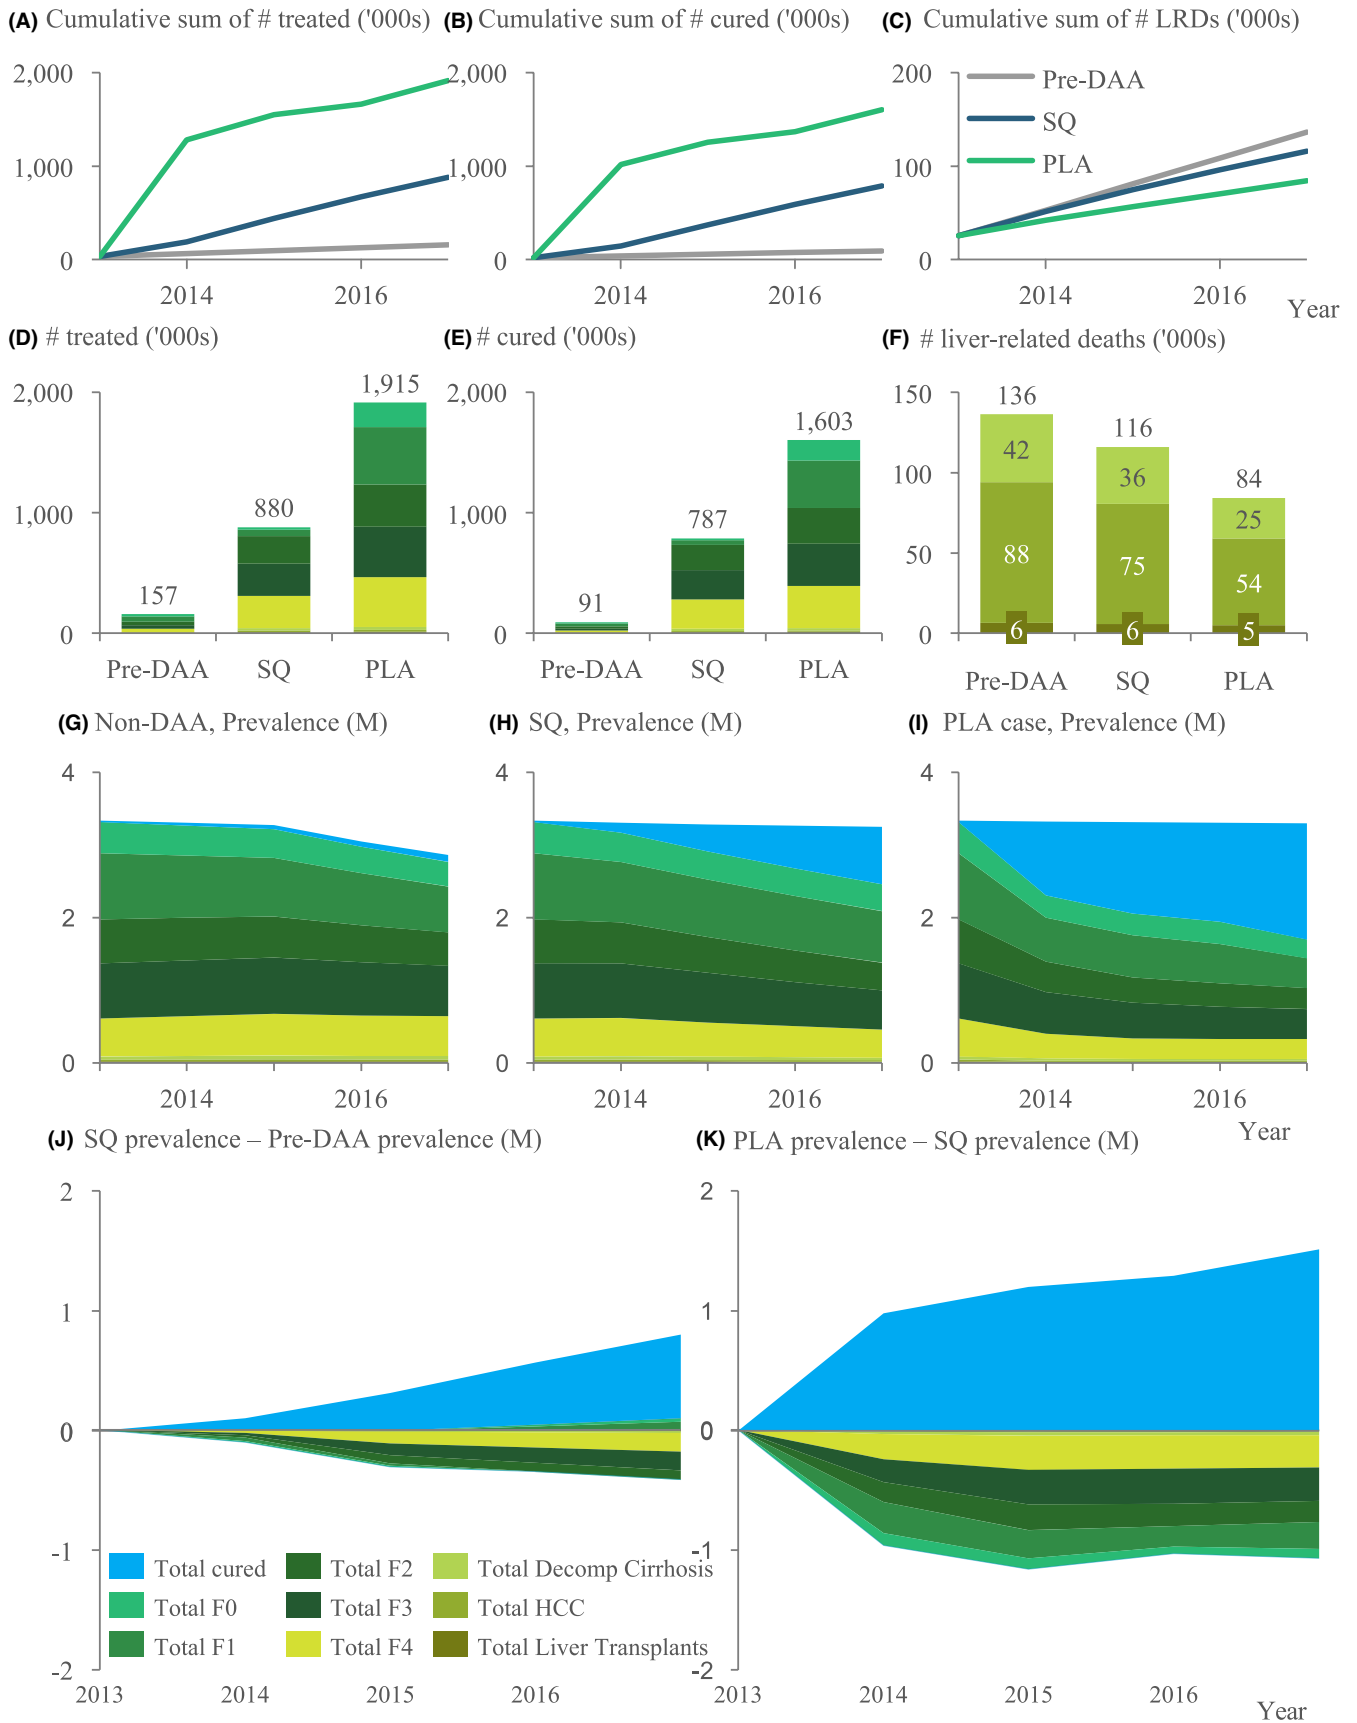 (A) Cumulative sum of # treated ('000s)
(B) Cumulative sum of # cured ('000s)
(C) Cumulative sum of # LRDs ('000s)
2,000
1,000
0
2014
2016
2,000
1,000
0
2014
2016
200
100
0
Pre-DAA
SQ
PLA
2014
2016
Year
(D) # treated ('000s)
(E) # cured ('000s)
(F) # liver-related deaths ('000s)
2,000
1,000
0
157
880
1,915
Pre-DAA
SQ
PLA
2,000
1,000
0
91
787
1,603
Pre-DAA
SQ
PLA
150
100
50
0
136
42
88
6
116
36
75
6
84
25
54
5
Pre-DAA
SQ
PLA
(G) Non-DAA, Prevalence (M)
(H) SQ, Prevalence (M)
(I) PLA case, Prevalence (M)
4
2
0
2014
2016
4
2
0
2014
2016
4
2
0
2014
2016
Year
(J) SQ prevalence – Pre-DAA prevalence (M)
(K) PLA prevalence – SQ prevalence (M)
2
1
0
-1
-2
2013
2014
2015
2016
Total cured
Total F0
Total F1
Total F2
Total F3
Total F4
Total Decomp Cirrhosis
Total HCC
Total Liver Transplants
2
1
0
-1
-2
2013
2014
2015
2016
Year